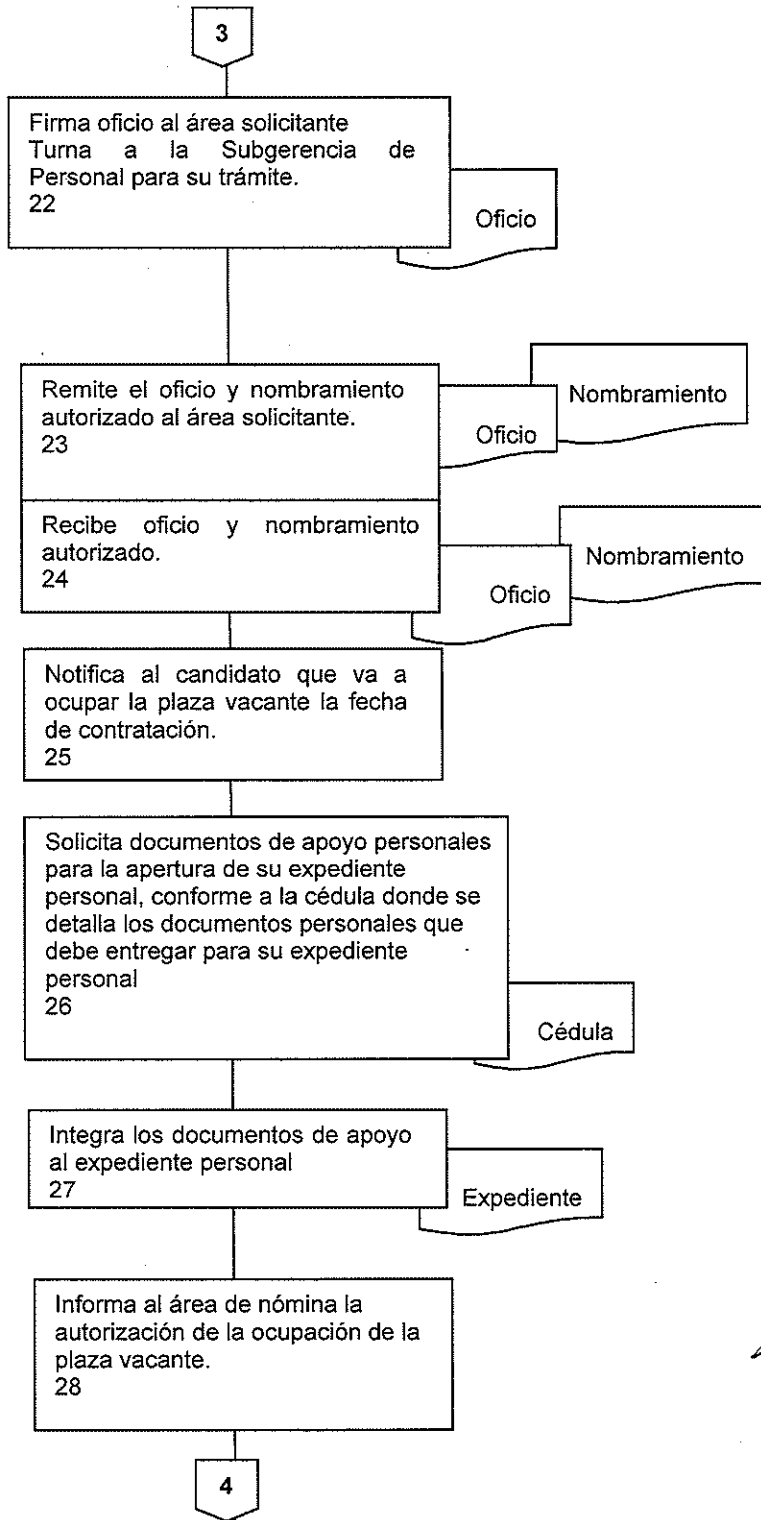 3
Firma oficio al área solicitante
Turna a la Subgerencia de
Personal para su trámite.
22
Oficio
Remite el oficio y nombramiento
autorizado al área solicitante.
23
Oficio
Nombramiento
Recibe oficio y nombramiento
autorizado.
24
Oficio
Nombramiento
Notifica al candidato que va a
ocupar la plaza vacante la fecha
de contratación.
25
Solicita documentos de apoyo personales
para la apertura de su expediente
personal, conforme a la cédula donde se
detalla los documentos personales que
debe entregar para su expediente
personal
26
Cédula
Integra los documentos de apoyo
al expediente personal
27
Expediente
Informa al área de nómina la
autorización de la ocupación de la
plaza vacante.
28
4